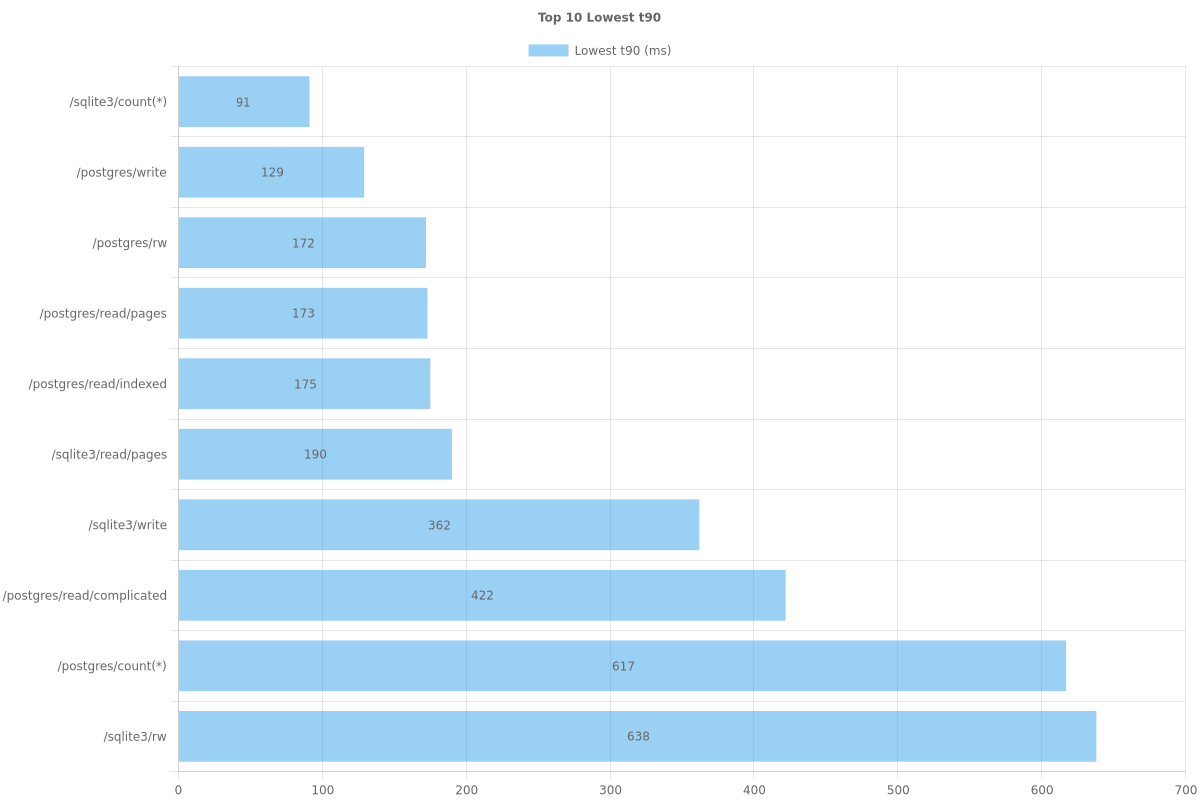 Top 10 Lowest t90
Lowest t90 (ms)
/sqlite3/count(*) 91
/postgres/write 129
/postgres/rw 172
/postgres/read/pages 173
/postgres/read/indexed 175
/sqlite3/read/pages 190
/sqlite3/write 362
/postgres/read/complicated 422
/postgres/count(*) 617
/sqlite3/rw 638
0 100 200 300 400 500 600 700